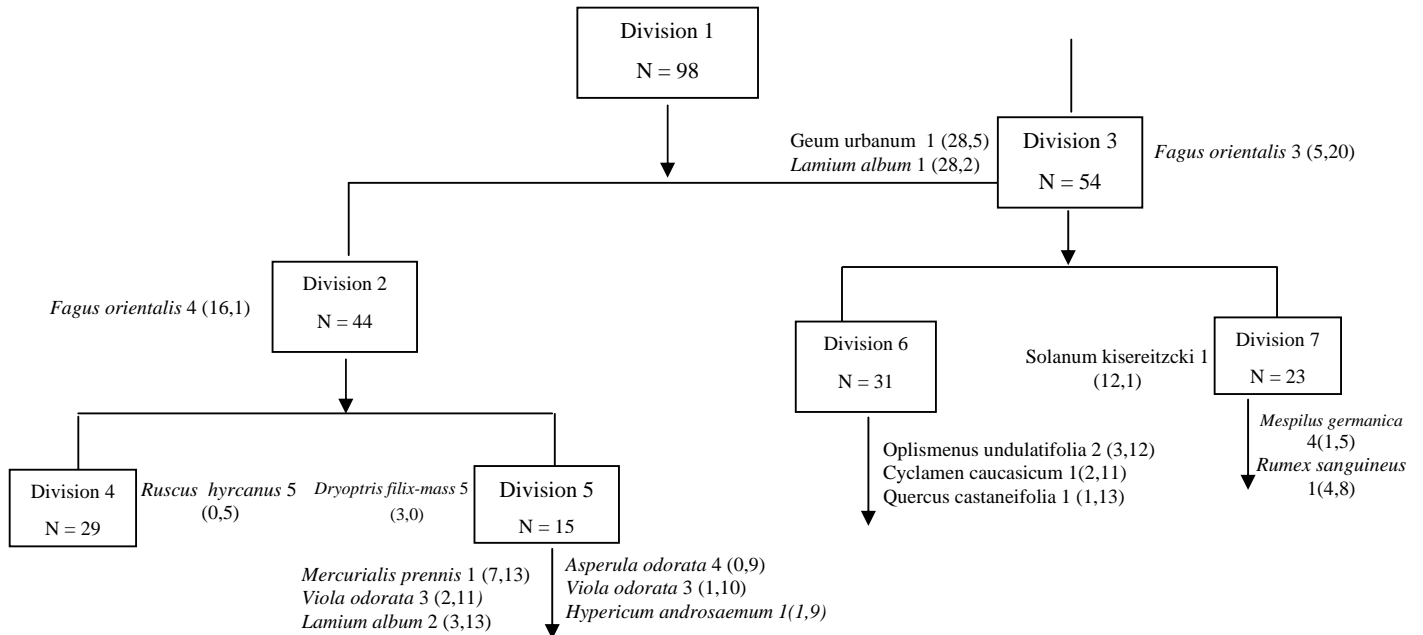 Division 1
N = 98
Geum urbanum 1 (28,5)
Lamium album 1 (28,2)
Division 3
N = 54
Fagus orientalis 3 (5,20)
Fagus orientalis 4 (16,1)
Division 2
N = 44
Division 6
N = 31
Solanum kisereitzcki 1
(12,1)
Division 7
N = 23
Oplismenus undulatifolia 2 (3,12)
Cyclamen caucasicum 1(2,11)
Quercus castaneifolia 1 (1,13)
Mespilus germanica
4(1,5)
Rumex sanguineus
1(4,8)
Division 4
N = 29
Ruscus hyrcanus 5
(0,5)
Dryoptris filix-mass 5
(3,0)
Division 5
N = 15
Mercurialis prennis 1 (7,13)
Viola odorata 3 (2,11)
Lamium album 2 (3,13)
Asperula odorata 4 (0,9)
Viola odorata 3 (1,10)
Hypericum androsaemum 1(1,9)